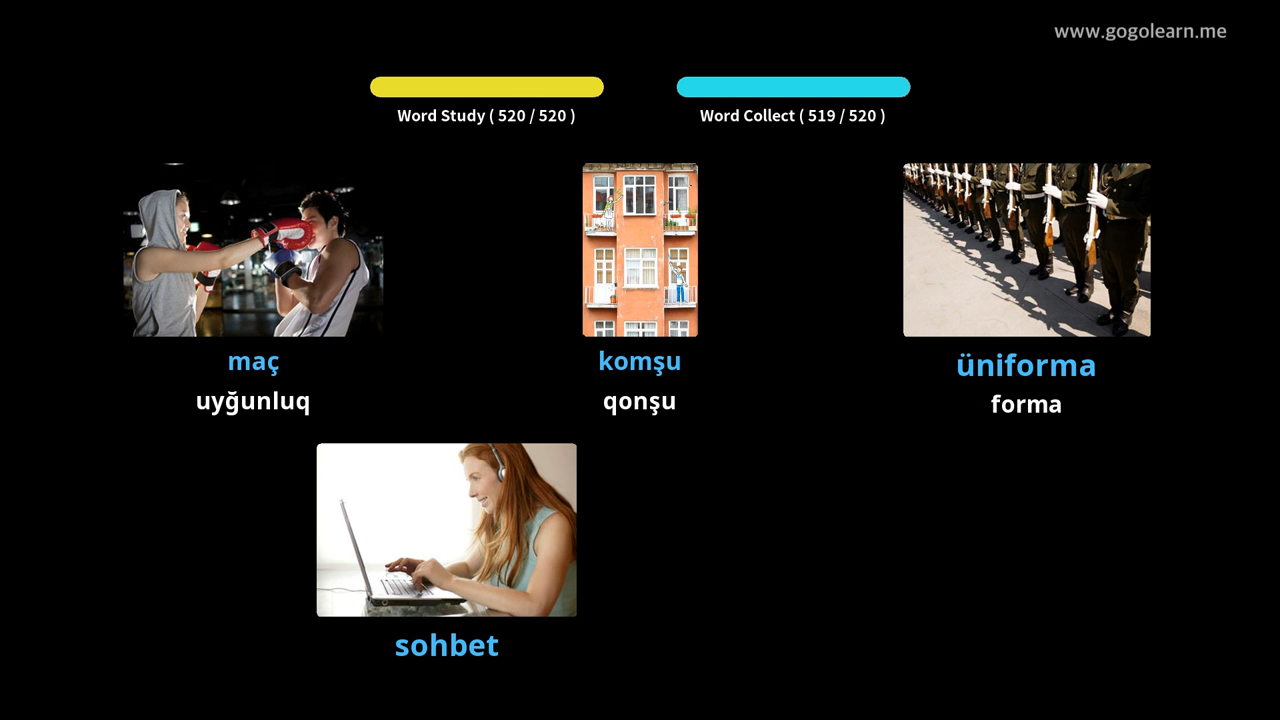 www.gogolearn.me
Word Study ( 520 / 520 )
Word Collect ( 519 / 520 )
maç
komşu
üniforma
uyğunluq
qonşu
forma
sohbet